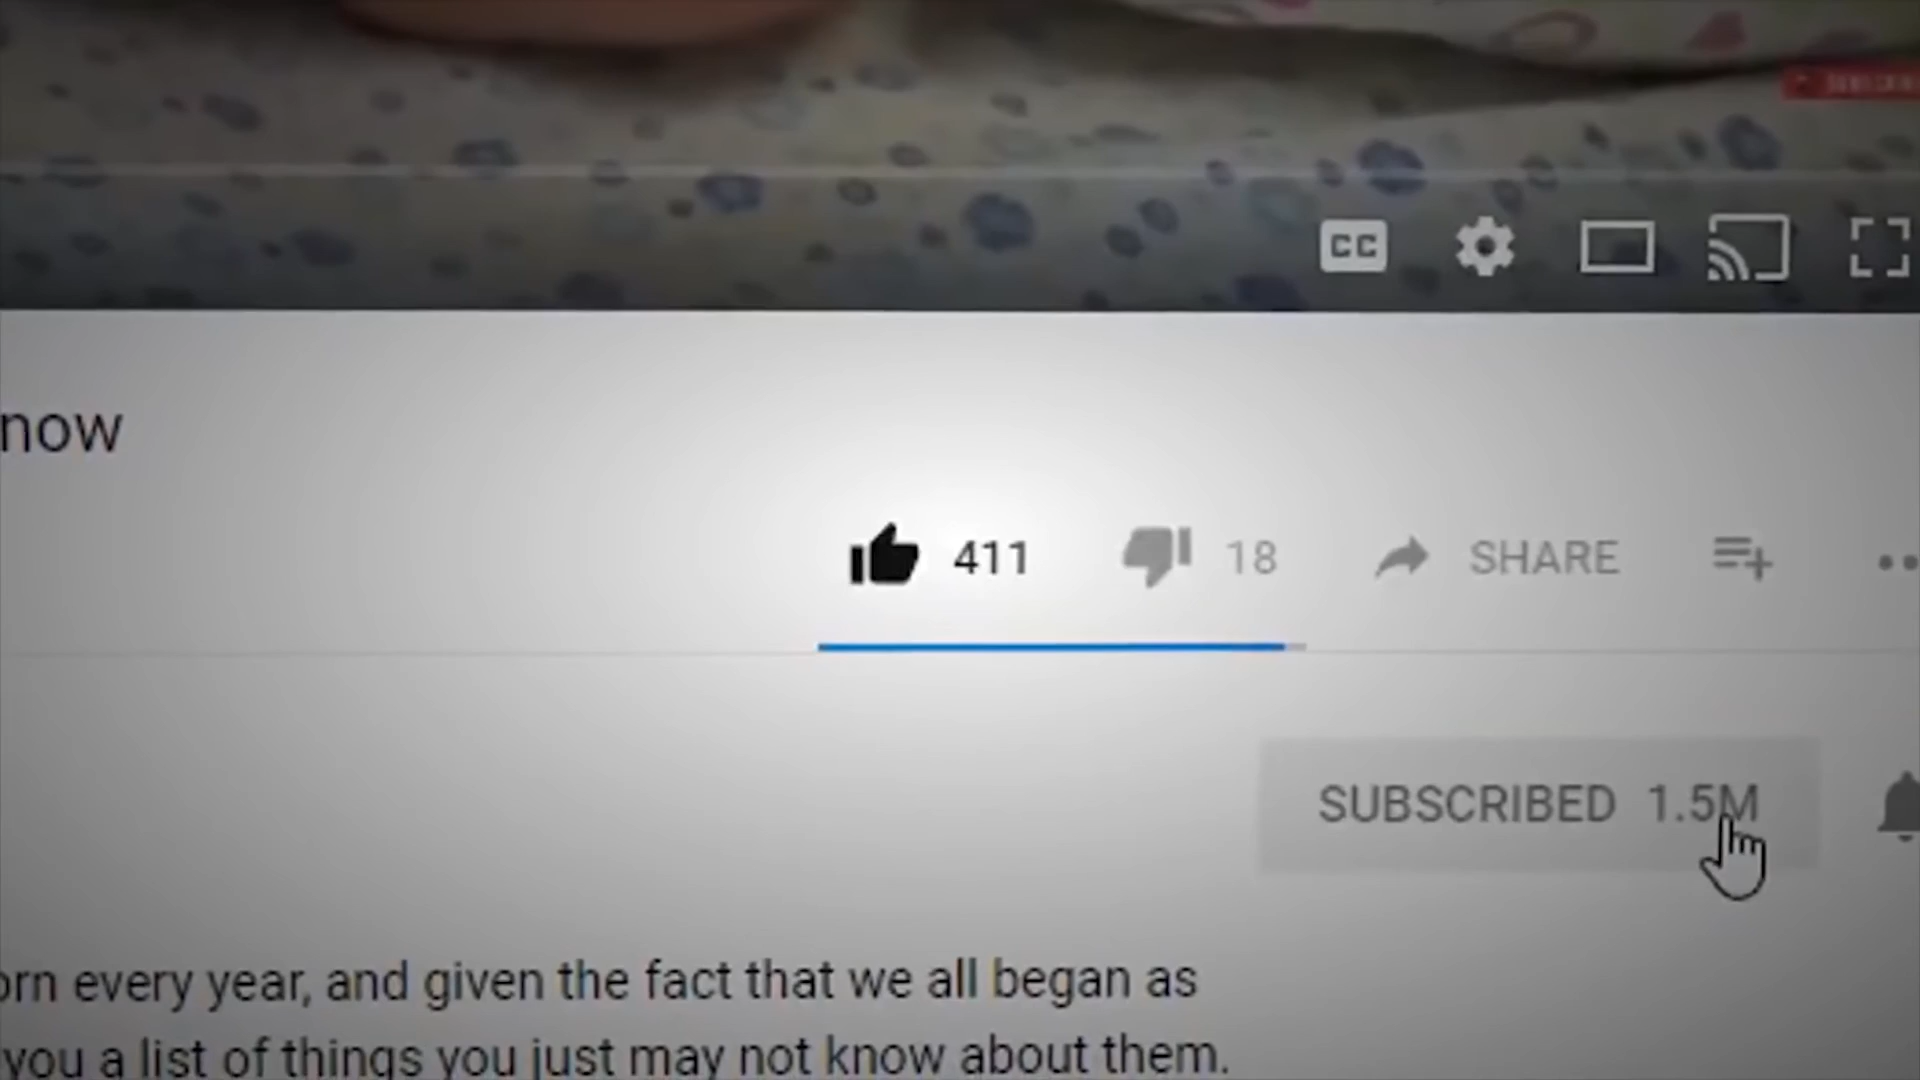 CC
now
411 18 SHARE
SUBSCRIBED 1.5M
orn every year, and given the fact that we all began as
you a list of things you just may not know about them.